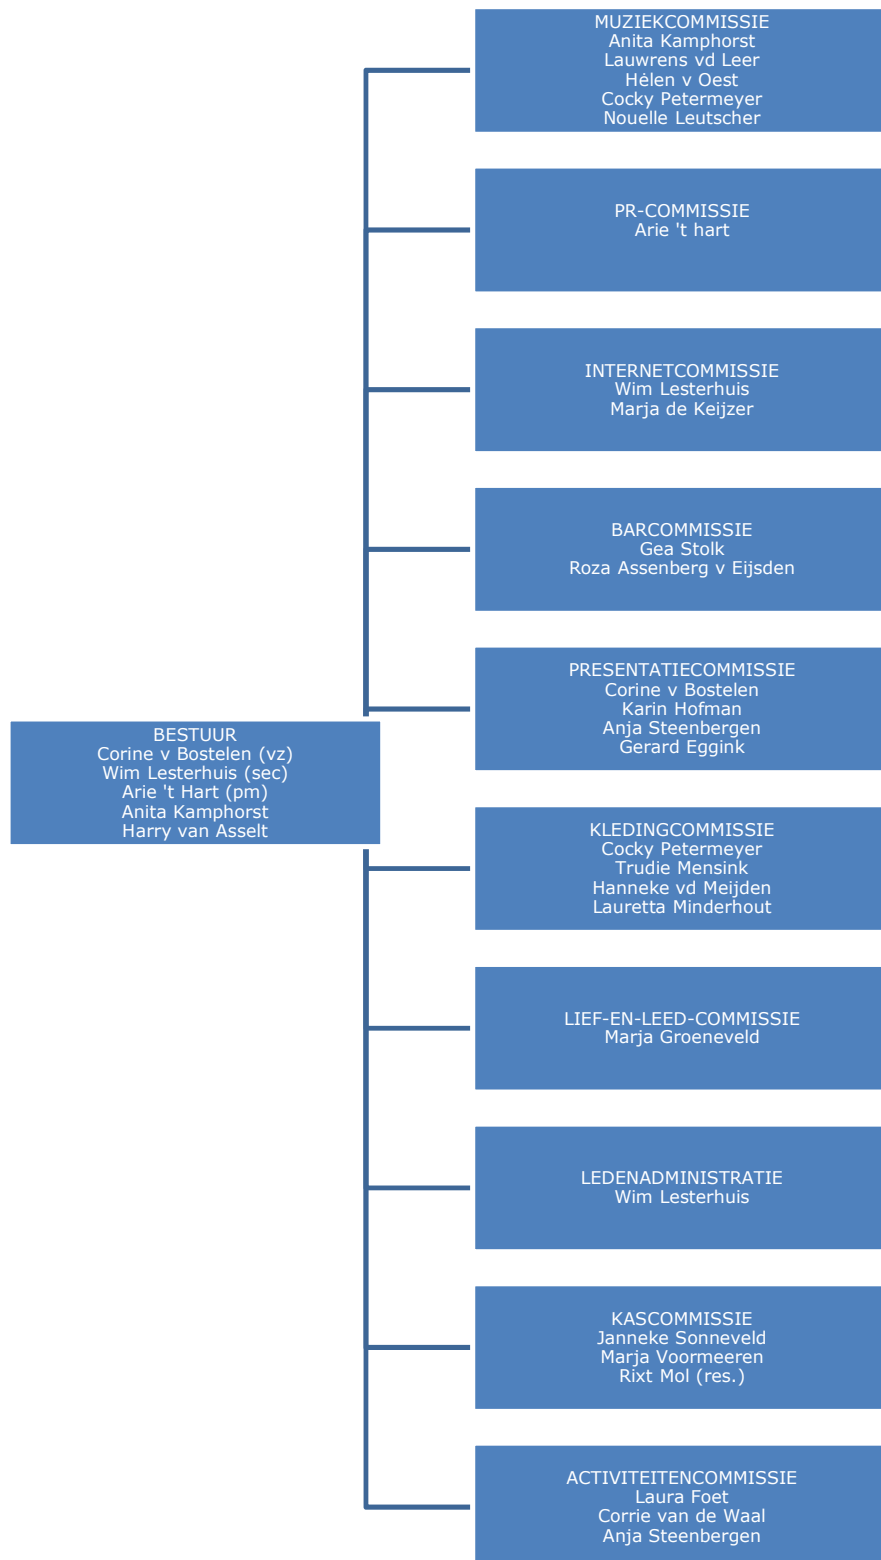 MUZIEKCOMMISSIE
Anita Kamphorst
Lauwrens vd Leer
Hélen v Oest
Cocky Petermeyer
Nouelle Leutscher
PR-COMMISSIE
Arie 't hart
INTERNETCOMMISSIE
Wim Lesterhuis
Marja de Keijzer
BARCOMMISSIE
Gea Stolk
Roza Assenberg v Eijsden
PRESENTATIECOMMISSIE
Corine v Bostelen
Karin Hofman
Anja Steenbergen
Gerard Eggink
BESTUUR
Corine v Bostelen (vz)
Wim Lesterhuis (sec)
Arie 't Hart (pm)
Anita Kamphorst
Harry van Asselt
KLEDINGCOMMISSIE
Cocky Petermeyer
Trudie Mensink
Hanneke vd Meijden
Lauretta Minderhout
LIEF-EN-LEED-COMMISSIE
Marja Groeneveld
LEDENADMINISTRATIE
Wim Lesterhuis
KASCOMMISSIE
Janneke Sonneveld
Marja Voormeeren
Rixt Mol (res.)
ACTIVITEITENCOMMISSIE
Laura Foet
Corrie van de Waal
Anja Steenbergen